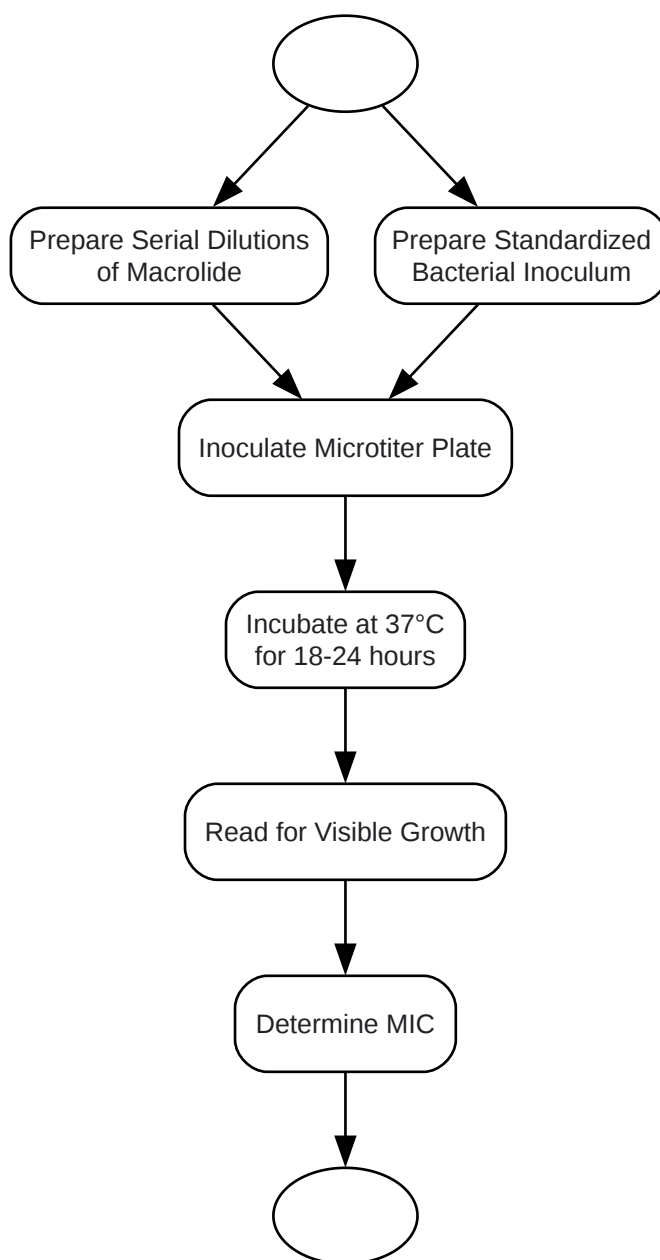 Prepare Serial Dilutions
of Macrolide
Prepare Standardized
Bacterial Inoculum
Inoculate Microtiter Plate
Incubate at 37°C
for 18-24 hours
Read for Visible Growth
Determine MIC